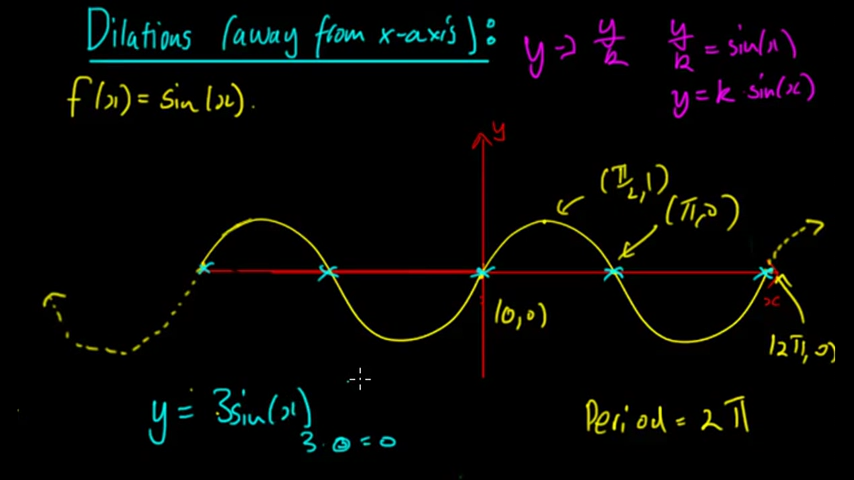 Dilations (away from x-axis):
y → y/k   y/k = sin(x)
y = k · sin(x)
f(x) = sin(x).
y
(π/2, 1)
(π, 0)
(0, 0)
x
(2π, 0)
y = 3sin(x)
3 · 0 = 0
Period = 2π